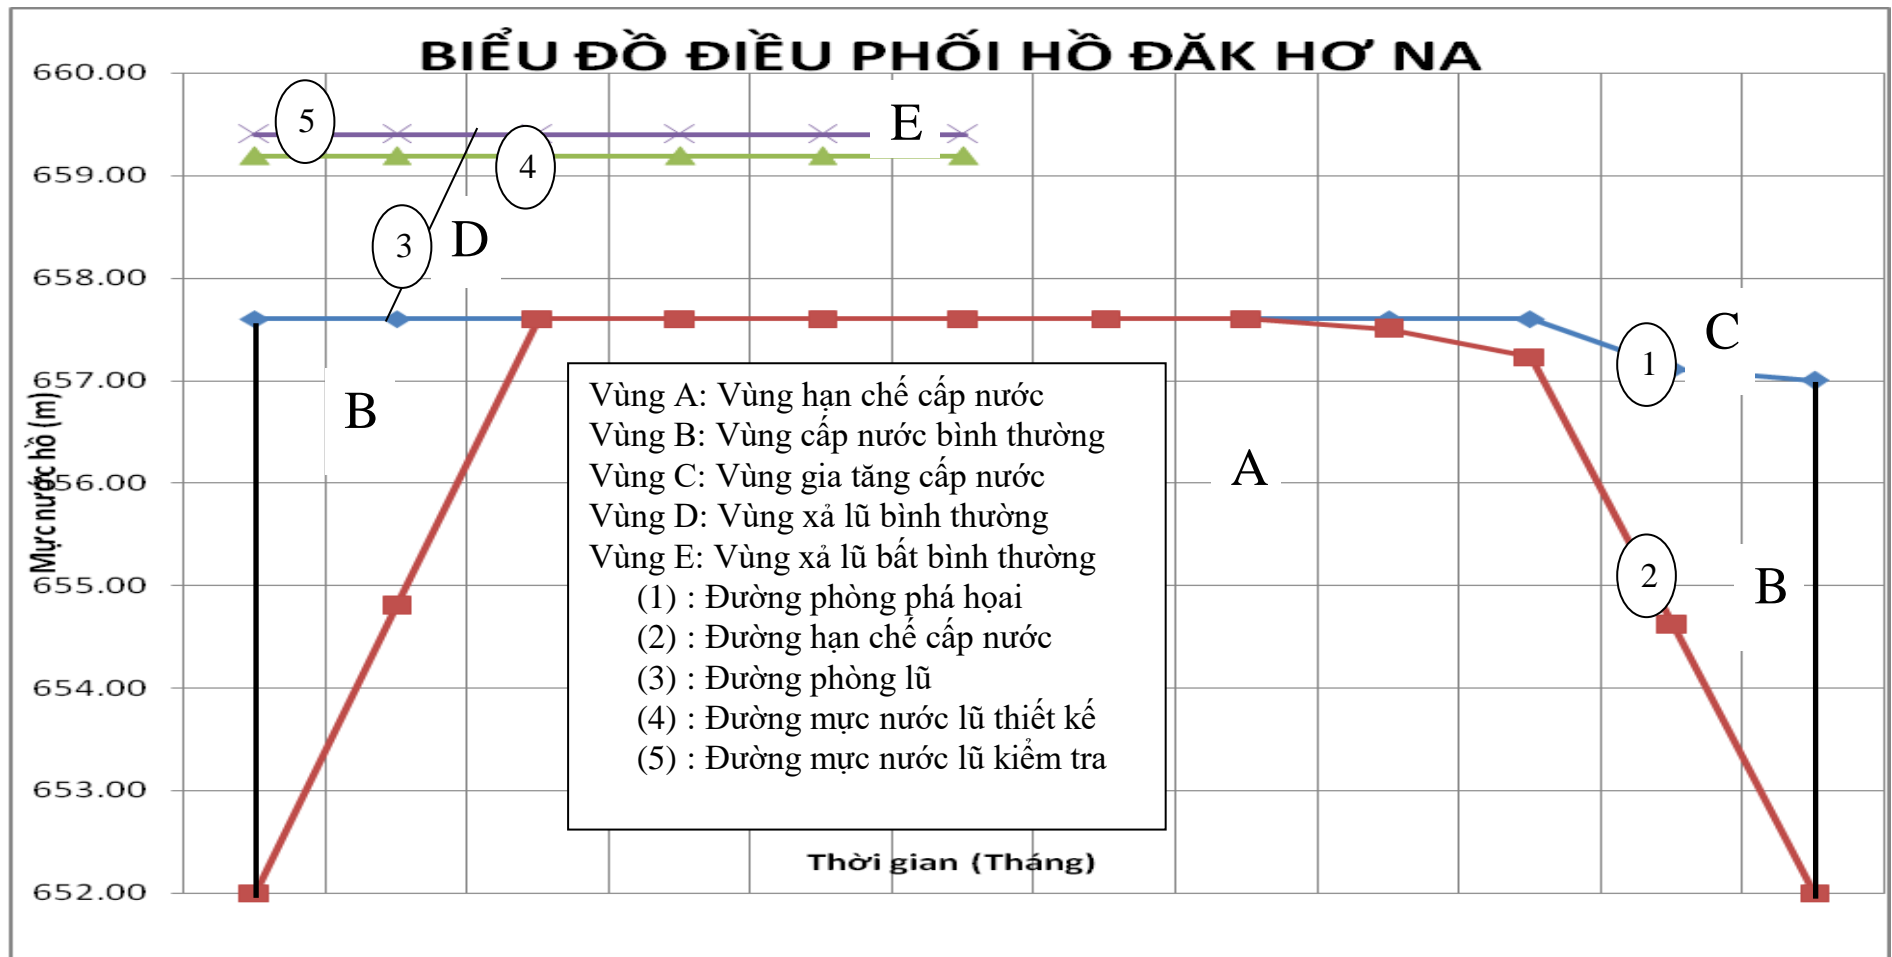 BIỂU ĐỒ ĐIỀU PHỐI HỒ ĐĂK HƠ NA
660.00
659.00
658.00
657.00
656.00
655.00
654.00
653.00
652.00
Mực nước hồ (m)
5
4
3
E
D
C
1
B
A
2
B
Vùng A: Vùng hạn chế cấp nước
Vùng B: Vùng cấp nước bình thường
Vùng C: Vùng gia tăng cấp nước
Vùng D: Vùng xả lũ bình thường
Vùng E: Vùng xả lũ bất bình thường
(1) : Đường phòng phá họai
(2) : Đường hạn chế cấp nước
(3) : Đường phòng lũ
(4) : Đường mực nước lũ thiết kế
(5) : Đường mực nước lũ kiểm tra
Thời gian (Tháng)